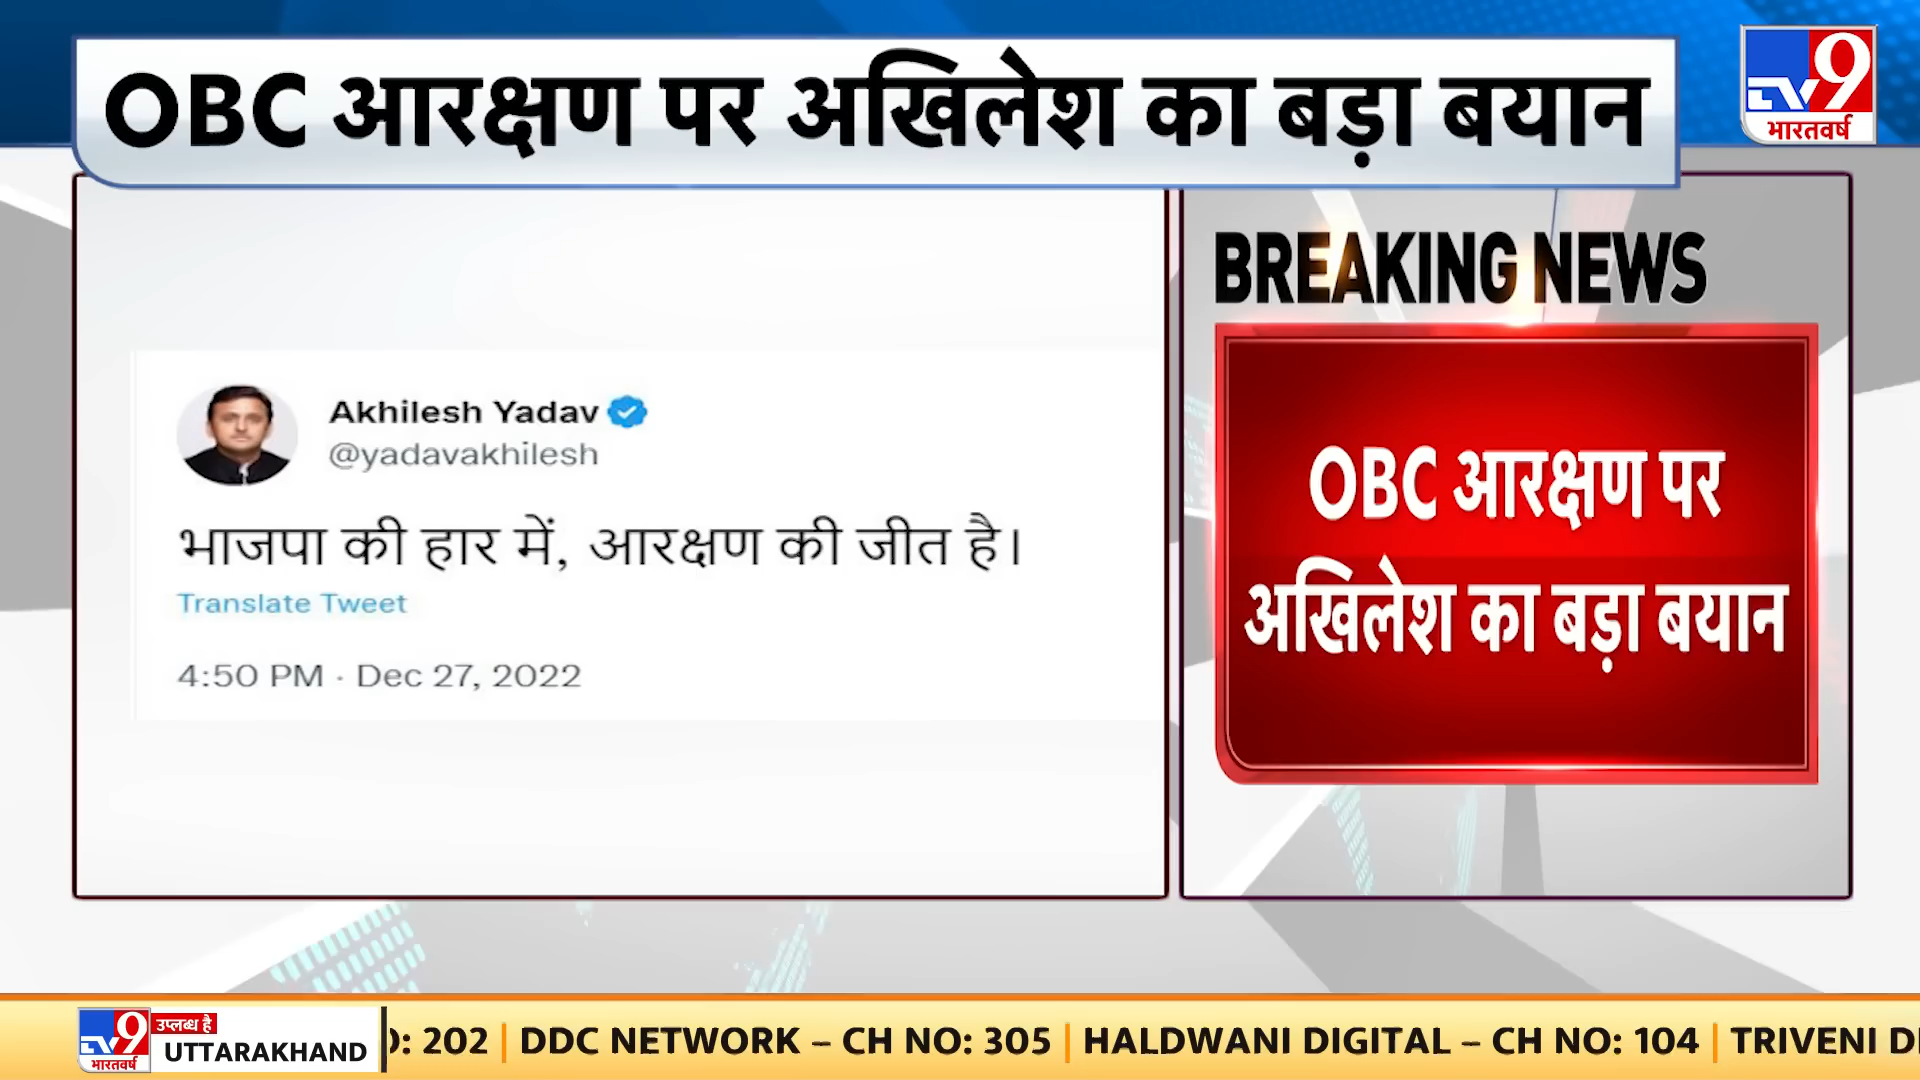 OBC आरक्षण पर अखिलेश का बड़ा बयान
TV9
भारतवर्ष
BREAKING NEWS
OBC आरक्षण पर
अखिलेश का बड़ा बयान
Akhilesh Yadav
@yadavakhilesh
भाजपा की हार में, आरक्षण की जीत है।
Translate Tweet
4:50 PM · Dec 27, 2022
TV9
भारतवर्ष
उपलब्ध है
UTTARAKHAND
: 202 | DDC NETWORK – CH NO: 305 | HALDWANI DIGITAL – CH NO: 104 | TRIVENI